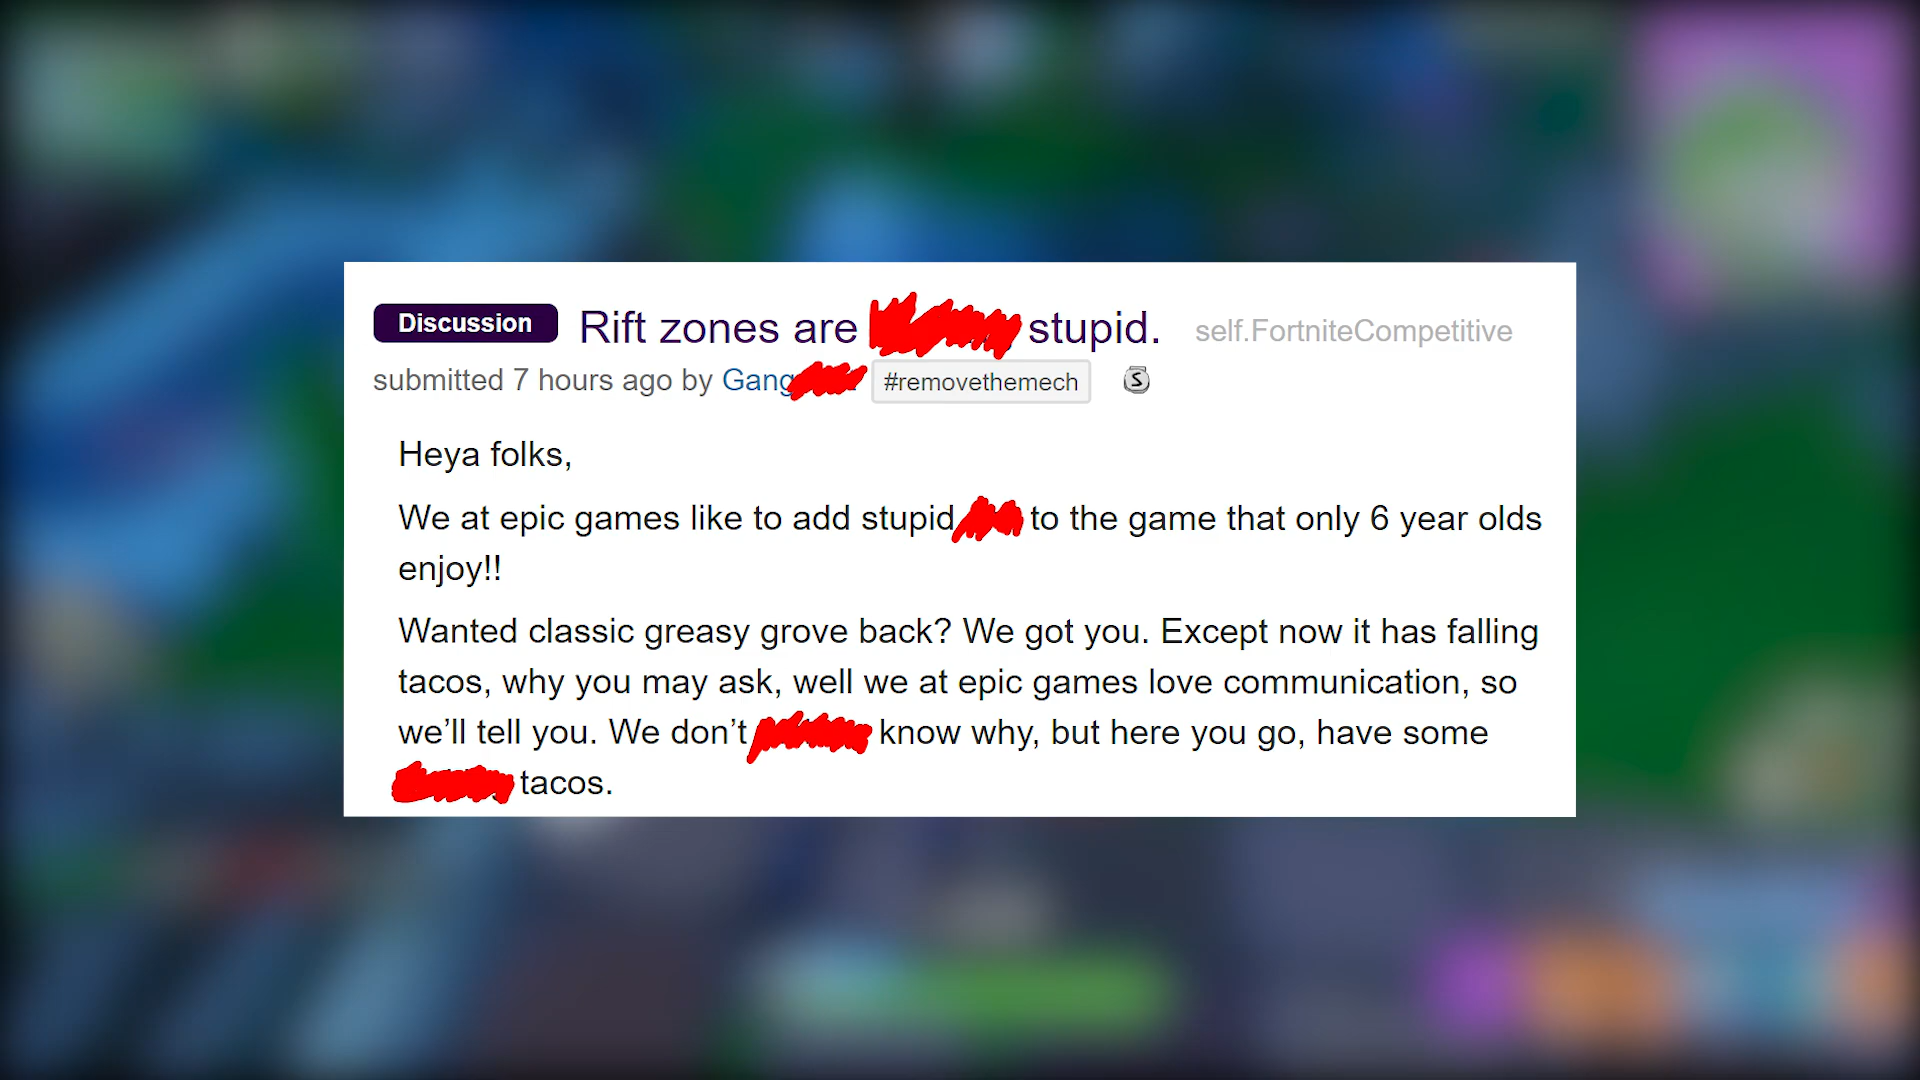 Discussion Rift zones are stupid. self.FortniteCompetitive
submitted 7 hours ago by Gang #removethemech
Heya folks,
We at epic games like to add stupid to the game that only 6 year olds
enjoy!!
Wanted classic greasy grove back? We got you. Except now it has falling
tacos, why you may ask, well we at epic games love communication, so
we’ll tell you. We don’t know why, but here you go, have some
tacos.